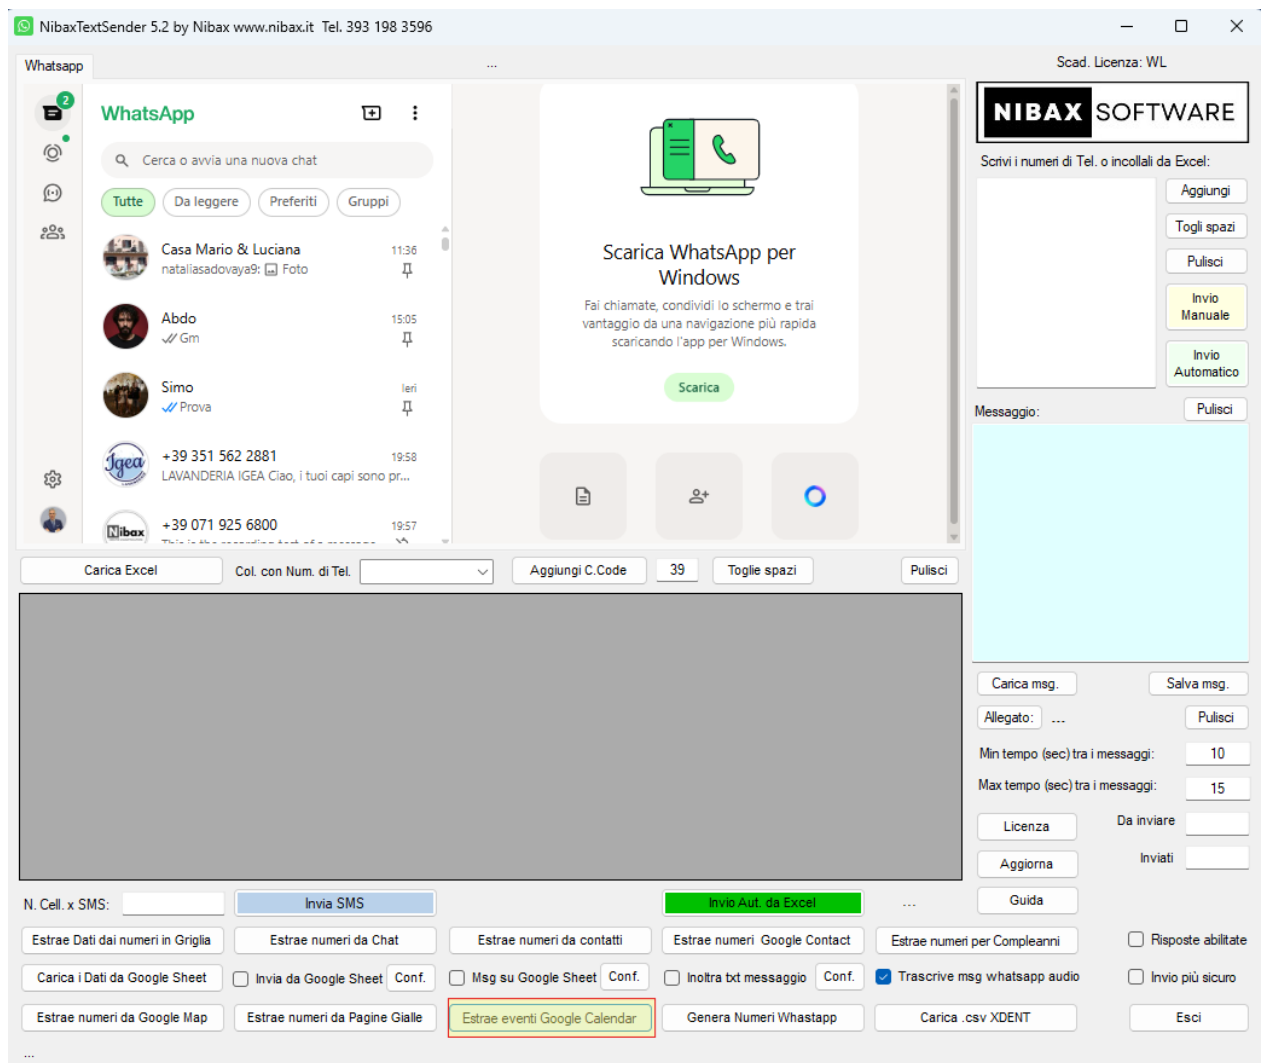 NibaxTextSender 5.2 by Nibax www.nibax.it Tel. 393 198 3596
Whatsapp
...
Scad. Licenza: WL
2
WhatsApp
Cerca o avvia una nuova chat
Tutte
Da leggere
Preferiti
Gruppi
Casa Mario & Luciana
11:36
nataliasadovaya9: Foto
Abdo
15:05
Gm
Simo
Ieri
Prova
Igea
+39 351 562 2881
19:58
LAVANDERIA IGEA Ciao, i tuoi capi sono pr...
Nibax
+39 071 925 6800
19:57
This is the recording text of a message
Scarica WhatsApp per
Windows
Fai chiamate, condividi lo schermo e trai
vantaggio da una navigazione più rapida
scaricando l'app per Windows.
Scarica
NIBAX SOFTWARE
Scrivi i numeri di Tel. o incollali da Excel:
Aggiungi
Togli spazi
Pulisci
Invio
Manuale
Invio
Automatico
Messaggio:
Pulisci
Carica Excel
Col. con Num. di Tel.
Aggiungi C.Code
39
Toglie spazi
Pulisci
Carica msg.
Salva msg.
Allegato:
...
Pulisci
Min tempo (sec) tra i messaggi:
10
Max tempo (sec) tra i messaggi:
15
Licenza
Da inviare
Aggiorna
Inviati
Guida
N. Cell. x SMS:
Invia SMS
Invio Aut. da Excel
...
Estrae Dati dai numeri in Griglia
Estrae numeri da Chat
Estrae numeri da contatti
Estrae numeri Google Contact
Estrae numeri per Compleanni
Risposte abilitate
Carica i Dati da Google Sheet
Invia da Google Sheet
Conf.
Msg su Google Sheet
Conf.
Inoltra txt messaggio
Conf.
Trascrive msg whatsapp audio
Invio più sicuro
Estrae numeri da Google Map
Estrae numeri da Pagine Gialle
Estrae eventi Google Calendar
Genera Numeri Whastapp
Carica .csv XDENT
Esci
...